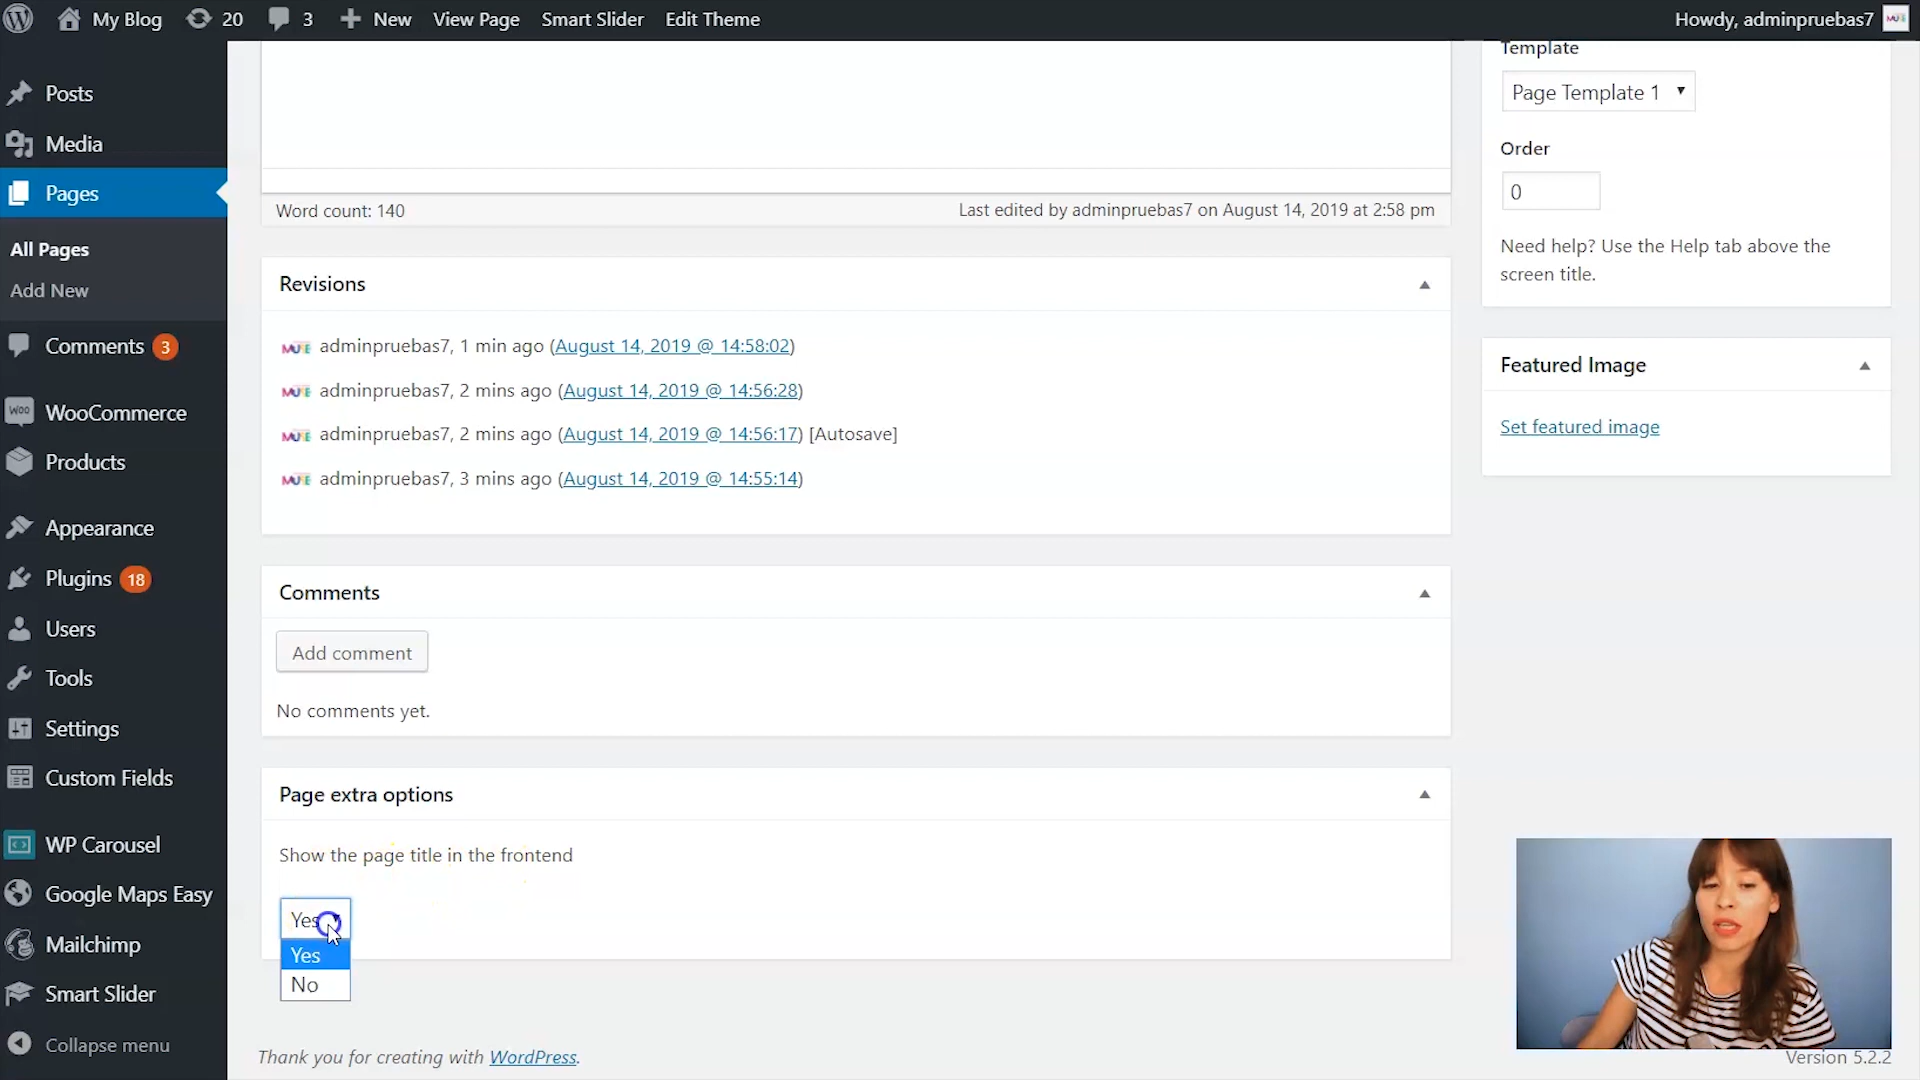 My Blog 20 3 New View Page Smart Slider Edit Theme Howdy, adminpruebas7
Posts
Media
Pages
All Pages
Add New
Comments 3
WooCommerce
Products
Appearance
Plugins 18
Users
Tools
Settings
Custom Fields
WP Carousel
Google Maps Easy
Mailchimp
Smart Slider
Collapse menu
Word count: 140
Last edited by adminpruebas7 on August 14, 2019 at 2:58 pm
Revisions
adminpruebas7, 1 min ago (August 14, 2019 @ 14:58:02)
adminpruebas7, 2 mins ago (August 14, 2019 @ 14:56:28)
adminpruebas7, 2 mins ago (August 14, 2019 @ 14:56:17) [Autosave]
adminpruebas7, 3 mins ago (August 14, 2019 @ 14:55:14)
Comments
Add comment
No comments yet.
Page extra options
Show the page title in the frontend
Yes
Yes
No
Thank you for creating with WordPress.
Template
Page Template 1
Order
0
Need help? Use the Help tab above the
screen title.
Featured Image
Set featured image
Version 5.2.2